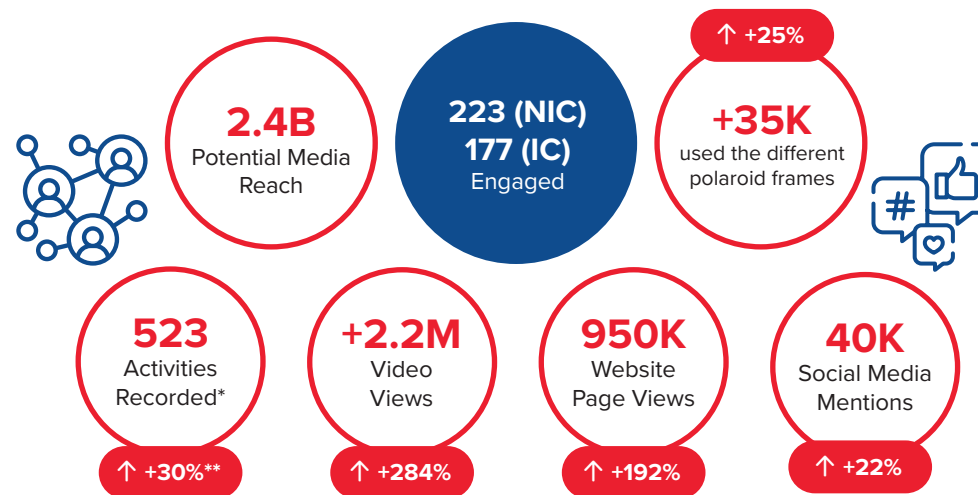 2.4B
Potential Media
Reach
223 (NIC)
177 (IC)
Engaged
↑ +25%
+35K
used the different
polaroid frames
#
523
Activities
Recorded*
↑ +30%**
+2.2M
Video
Views
↑ +284%
950K
Website
Page Views
↑ +192%
40K
Social Media
Mentions
↑ +22%